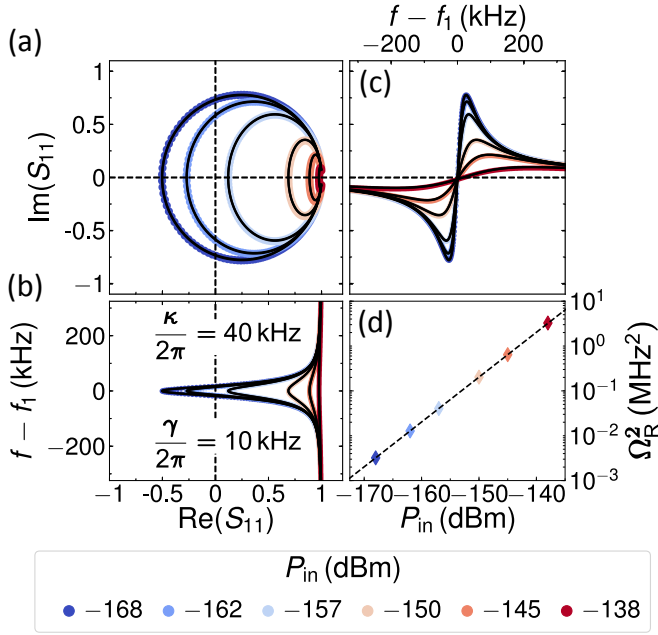 f − f₁ (kHz)
−200 0 200
(a)
(c)
1
0.5
0
-0.5
-1
Im(S₁₁)
(b)
(d)
200
0
-200
f − f₁ (kHz)
κ/2π = 40 kHz
γ/2π = 10 kHz
10¹
10⁰
10⁻¹
10⁻²
10⁻³
Ω_R² (MHz²)
-1 -0.5 0 0.5 1
−170 −160 −150 −140
Re(S₁₁)
P_in (dBm)
P_in (dBm)
−168 −162 −157 −150 −145 −138